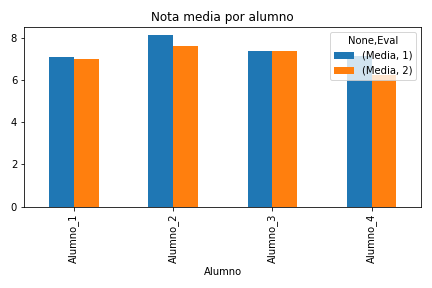 Nota media por alumno
None,Eval
(Media, 1)
(Media, 2)
8
6
4
2
0
Alumno_1
Alumno_2
Alumno_3
Alumno_4
Alumno